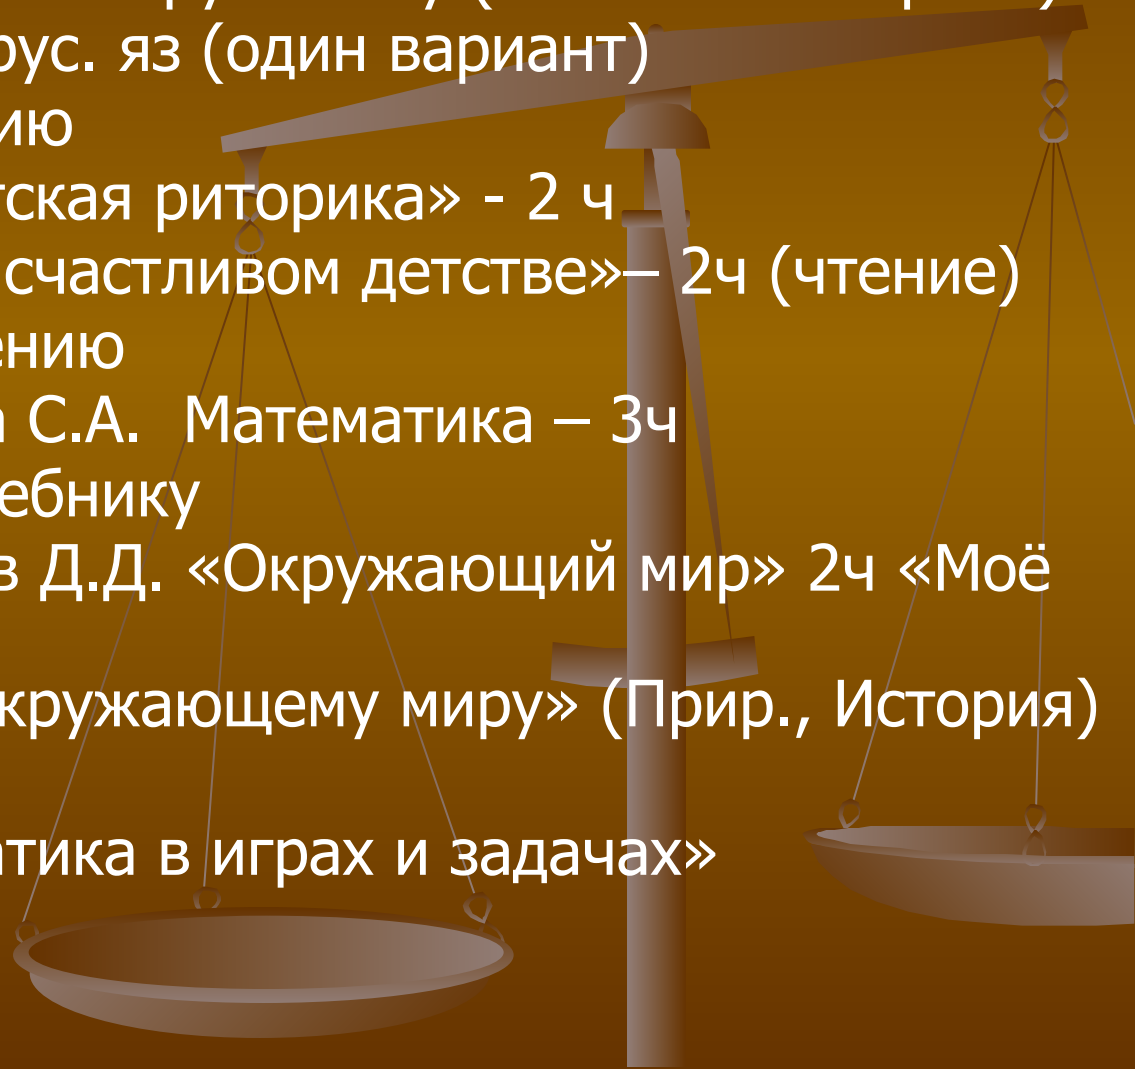 рус. яз (один вариант)
ию
тская риторика» - 2 ч
счастливом детстве»– 2ч (чтение)
ению
а С.А. Математика – 3ч
ебнику
в Д.Д. «Окружающий мир» 2ч «Моё
кружающему миру» (Прир., История)
атика в играх и задачах»